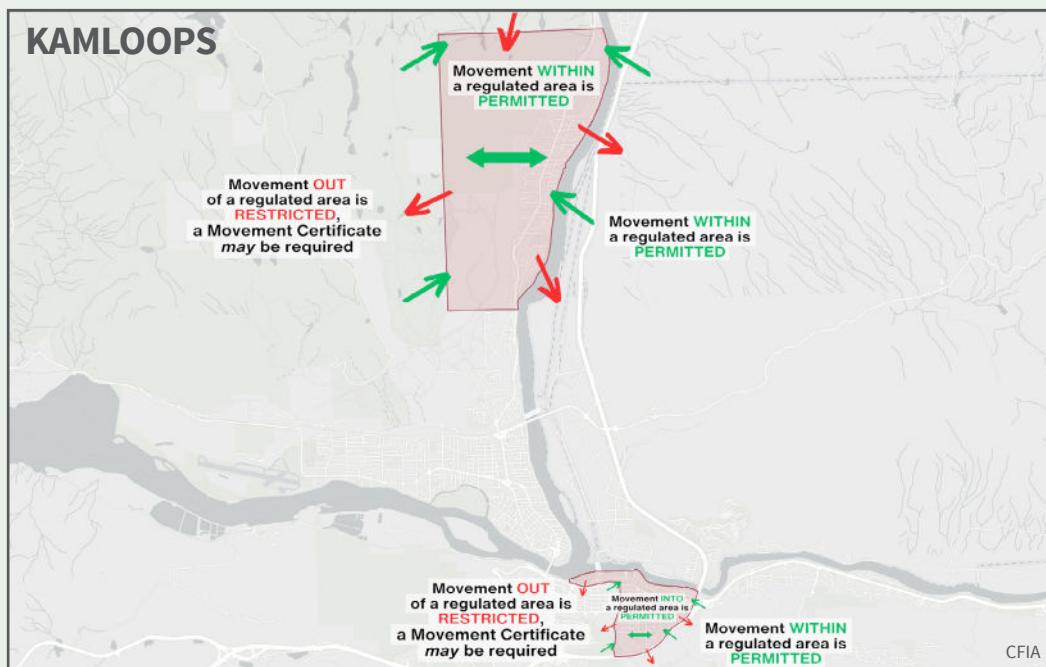 KAMLOOPS
Movement WITHIN
a regulated area is
PERMITTED
Movement OUT
of a regulated area is
RESTRICTED,
a Movement Certificate
may be required
Movement WITHIN
a regulated area is
PERMITTED
Movement OUT
of a regulated area is
RESTRICTED,
a Movement Certificate
may be required
Movement INTO
a regulated area is
PERMITTED
Movement WITHIN
a regulated area is
PERMITTED
CFIA